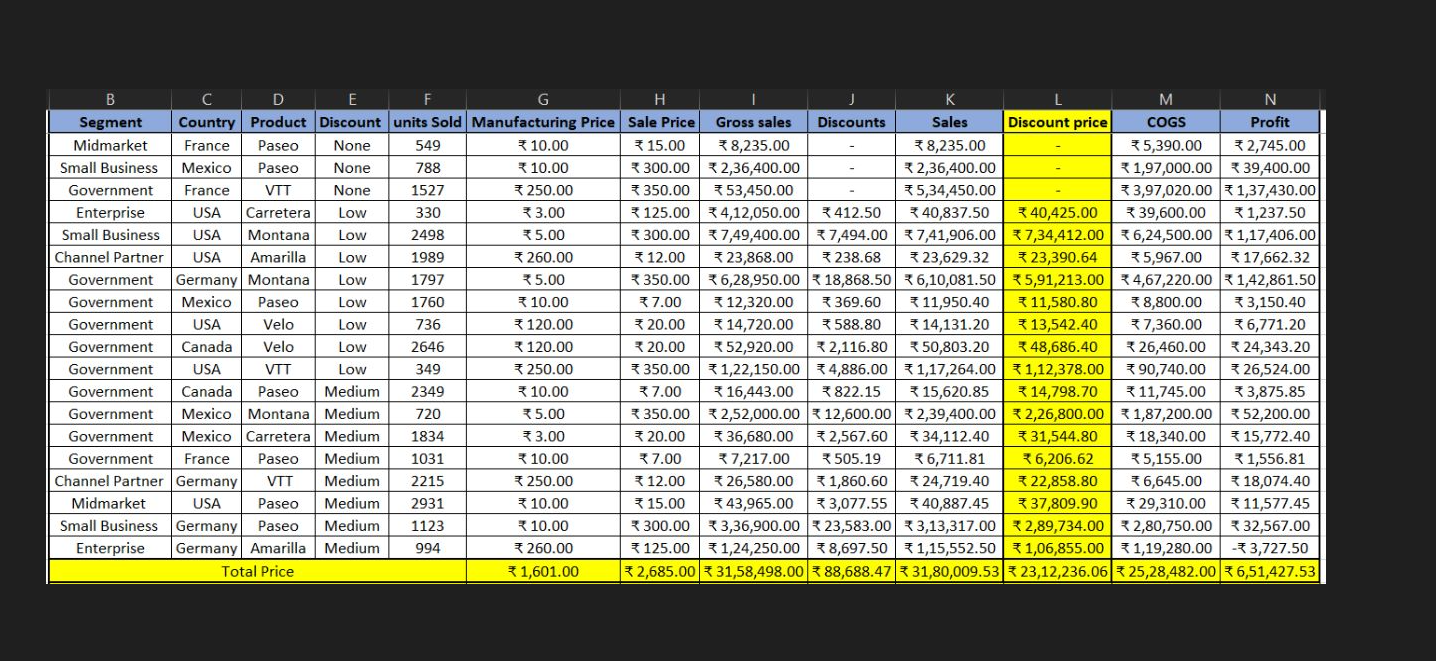 B C D E F G H I J K L M N
Segment Country Product Discount units Sold Manufacturing Price Sale Price Gross sales Discounts Sales Discount price COGS Profit
Midmarket France Paseo None 549 ₹ 10.00 ₹ 15.00 ₹ 8,235.00 - ₹ 8,235.00 - ₹ 5,390.00 ₹ 2,745.00
Small Business Mexico Paseo None 788 ₹ 10.00 ₹ 300.00 ₹ 2,36,400.00 - ₹ 2,36,400.00 - ₹ 1,97,000.00 ₹ 39,400.00
Government France VTT None 1527 ₹ 250.00 ₹ 350.00 ₹ 53,450.00 - ₹ 5,34,450.00 - ₹ 3,97,020.00 ₹ 1,37,430.00
Enterprise USA Carretera Low 330 ₹ 3.00 ₹ 125.00 ₹ 4,12,050.00 ₹ 412.50 ₹ 40,837.50 ₹ 40,425.00 ₹ 39,600.00 ₹ 1,237.50
Small Business USA Montana Low 2498 ₹ 5.00 ₹ 300.00 ₹ 7,49,400.00 ₹ 7,494.00 ₹ 7,41,906.00 ₹ 7,34,412.00 ₹ 6,24,500.00 ₹ 1,17,406.00
Channel Partner USA Amarilla Low 1989 ₹ 260.00 ₹ 12.00 ₹ 23,868.00 ₹ 238.68 ₹ 23,629.32 ₹ 23,390.64 ₹ 5,967.00 ₹ 17,662.32
Government Germany Montana Low 1797 ₹ 5.00 ₹ 350.00 ₹ 6,28,950.00 ₹ 18,868.50 ₹ 6,10,081.50 ₹ 5,91,213.00 ₹ 4,67,220.00 ₹ 1,42,861.50
Government Mexico Paseo Low 1760 ₹ 10.00 ₹ 7.00 ₹ 12,320.00 ₹ 369.60 ₹ 11,950.40 ₹ 11,580.80 ₹ 8,800.00 ₹ 3,150.40
Government USA Velo Low 736 ₹ 120.00 ₹ 20.00 ₹ 14,720.00 ₹ 588.80 ₹ 14,131.20 ₹ 13,542.40 ₹ 7,360.00 ₹ 6,771.20
Government Canada Velo Low 2646 ₹ 120.00 ₹ 20.00 ₹ 52,920.00 ₹ 2,116.80 ₹ 50,803.20 ₹ 48,686.40 ₹ 26,460.00 ₹ 24,343.20
Government USA VTT Low 349 ₹ 250.00 ₹ 350.00 ₹ 1,22,150.00 ₹ 4,886.00 ₹ 1,17,264.00 ₹ 1,12,378.00 ₹ 90,740.00 ₹ 26,524.00
Government Canada Paseo Medium 2349 ₹ 10.00 ₹ 7.00 ₹ 16,443.00 ₹ 822.15 ₹ 15,620.85 ₹ 14,798.70 ₹ 11,745.00 ₹ 3,875.85
Government Mexico Montana Medium 720 ₹ 5.00 ₹ 350.00 ₹ 2,52,000.00 ₹ 12,600.00 ₹ 2,39,400.00 ₹ 2,26,800.00 ₹ 1,87,200.00 ₹ 52,200.00
Government Mexico Carretera Medium 1834 ₹ 3.00 ₹ 20.00 ₹ 36,680.00 ₹ 2,567.60 ₹ 34,112.40 ₹ 31,544.80 ₹ 18,340.00 ₹ 15,772.40
Government France Paseo Medium 1031 ₹ 10.00 ₹ 7.00 ₹ 7,217.00 ₹ 505.19 ₹ 6,711.81 ₹ 6,206.62 ₹ 5,155.00 ₹ 1,556.81
Channel Partner Germany VTT Medium 2215 ₹ 250.00 ₹ 12.00 ₹ 26,580.00 ₹ 1,860.60 ₹ 24,719.40 ₹ 22,858.80 ₹ 6,645.00 ₹ 18,074.40
Midmarket USA Paseo Medium 2931 ₹ 10.00 ₹ 15.00 ₹ 43,965.00 ₹ 3,077.55 ₹ 40,887.45 ₹ 37,809.90 ₹ 29,310.00 ₹ 11,577.45
Small Business Germany Paseo Medium 1123 ₹ 10.00 ₹ 300.00 ₹ 3,36,900.00 ₹ 23,583.00 ₹ 3,13,317.00 ₹ 2,89,734.00 ₹ 2,80,750.00 ₹ 32,567.00
Enterprise Germany Amarilla Medium 994 ₹ 260.00 ₹ 125.00 ₹ 1,24,250.00 ₹ 8,697.50 ₹ 1,15,552.50 ₹ 1,06,855.00 ₹ 1,19,280.00 -₹ 3,727.50
Total Price ₹ 1,601.00 ₹ 2,685.00 ₹ 31,58,498.00 ₹ 88,688.47 ₹ 31,80,009.53 ₹ 23,12,236.06 ₹ 25,28,482.00 ₹ 6,51,427.53